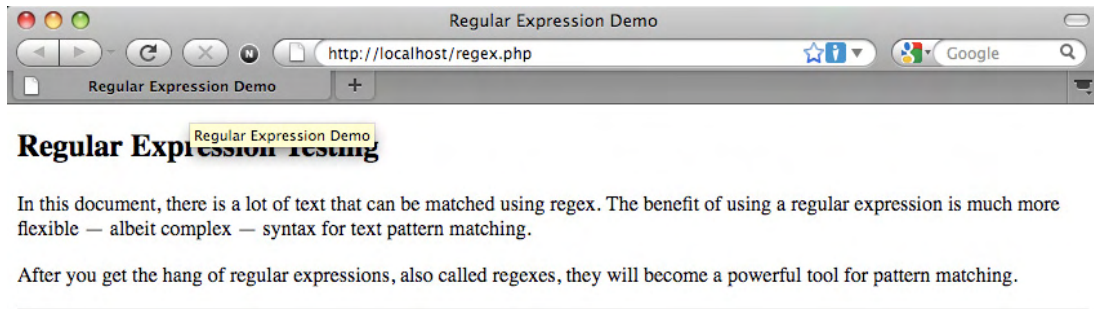 Regular Expression Demo
N
http://localhost/regex.php
Google
Regular Expression Demo
+
Regular Expression Demo
Regular Expression Testing
In this document, there is a lot of text that can be matched using regex. The benefit of using a regular expression is much more
flexible — albeit complex — syntax for text pattern matching.
After you get the hang of regular expressions, also called regexes, they will become a powerful tool for pattern matching.